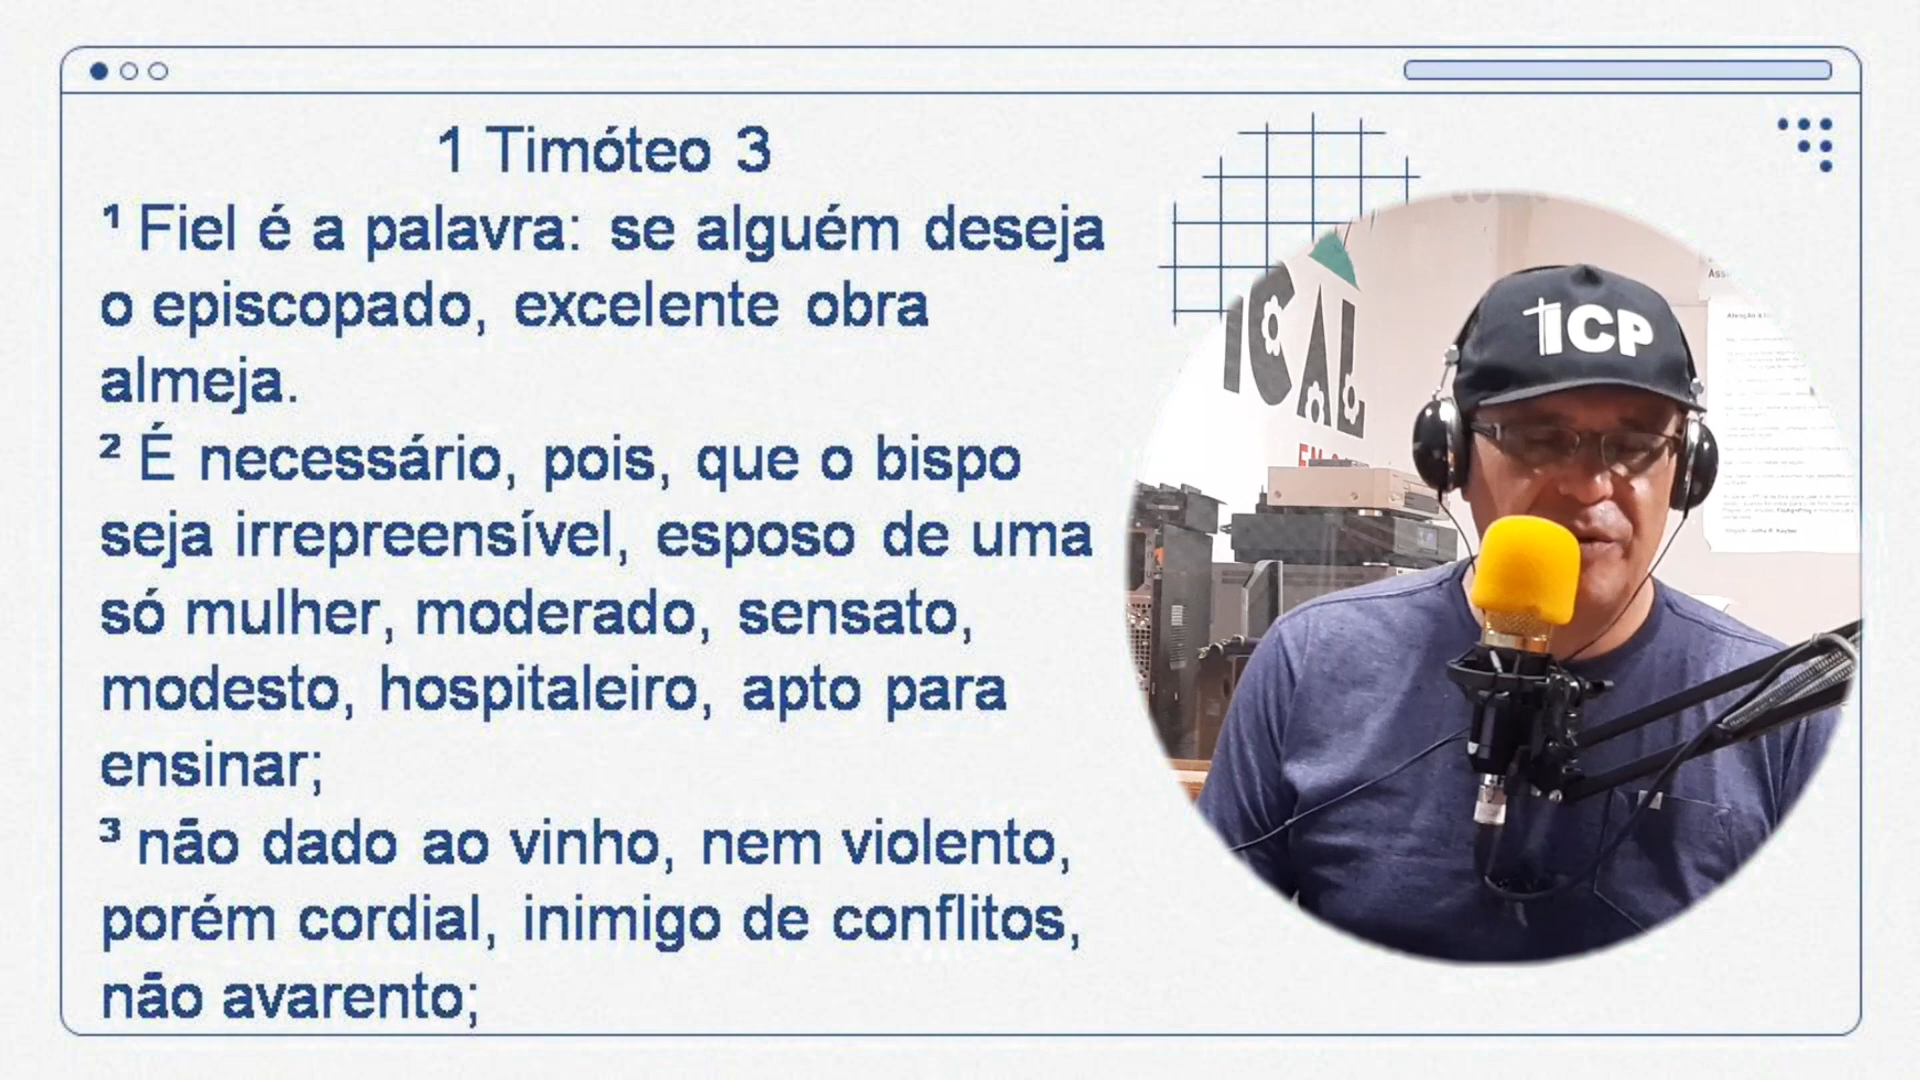 1 Timóteo 3
¹ Fiel é a palavra: se alguém deseja
o episcopado, excelente obra
almeja.
² É necessário, pois, que o bispo
seja irrepreensível, esposo de uma
só mulher, moderado, sensato,
modesto, hospitaleiro, apto para
ensinar;
³ não dado ao vinho, nem violento,
porém cordial, inimigo de conflitos,
não avarento;
ICAL
ICP